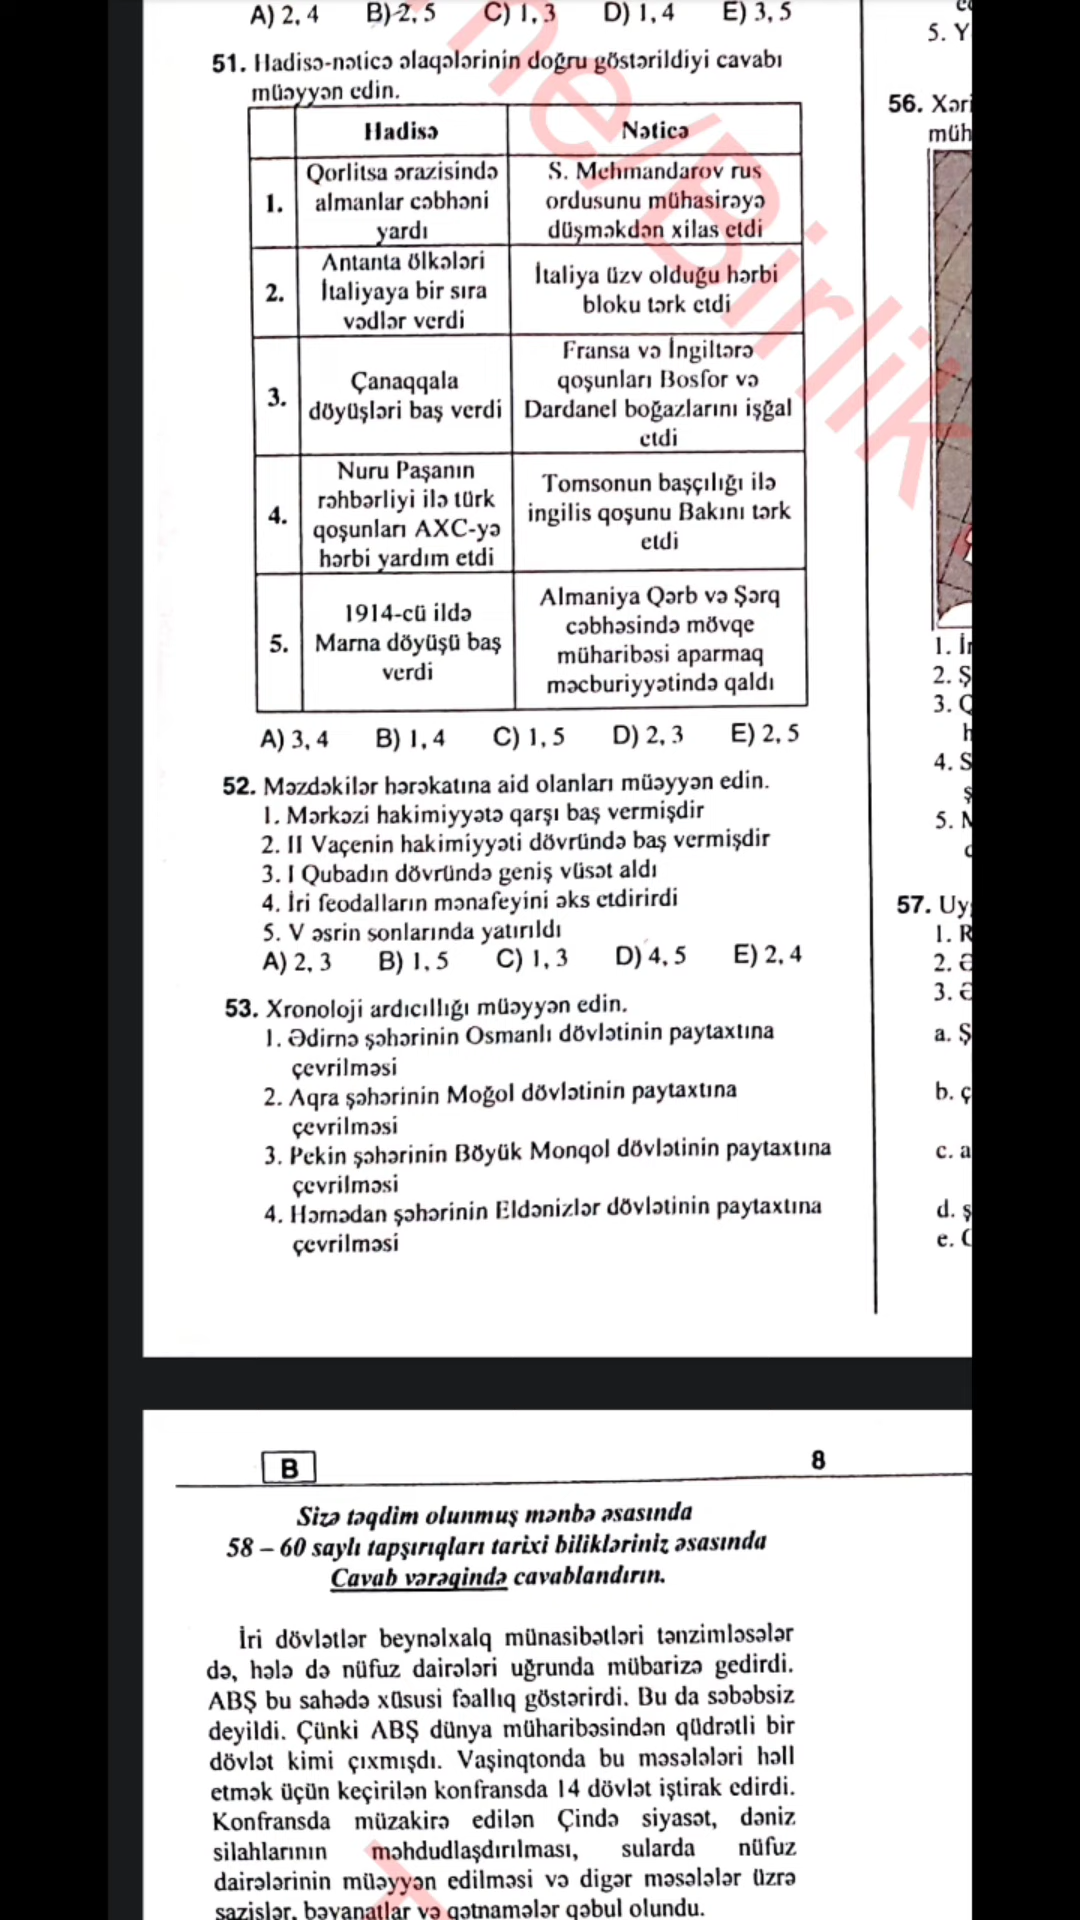 A) 2, 4 B) 2, 5 C) 1, 3 D) 1, 4 E) 3, 5
51. Hadisə-nəticə əlaqələrinin doğru göstərildiyi cavabı
müəyyən edin.
Hadisə Nəticə
1. Qorlitsa ərazisində almanlar cəbhəni yardı S. Mehmandarov rus ordusunu mühasirəyə düşməkdən xilas etdi
2. Antanta ölkələri İtaliyaya bir sıra vədlər verdi İtaliya üzv olduğu hərbi bloku tərk etdi
3. Çanaqqala döyüşləri baş verdi Fransa və İngiltərə qoşunları Bosfor və Dardanel boğazlarını işğal etdi
4. Nuru Paşanın rəhbərliyi ilə türk qoşunları AXC-yə hərbi yardım etdi Tomsonun başçılığı ilə ingilis qoşunu Bakını tərk etdi
5. 1914-cü ildə Marna döyüşü baş verdi Almaniya Qərb və Şərq cəbhəsində mövqe müharibəsi aparmaq məcburiyyətində qaldı
A) 3, 4 B) 1, 4 C) 1, 5 D) 2, 3 E) 2, 5
52. Məzdəkilər hərəkatına aid olanları müəyyən edin.
1. Mərkəzi hakimiyyətə qarşı baş vermişdir
2. II Vaçenin hakimiyyəti dövründə baş vermişdir
3. I Qubadın dövründə geniş vüsət aldı
4. İri feodalların mənafeyini əks etdirirdi
5. V əsrin sonlarında yatırıldı
A) 2, 3 B) 1, 5 C) 1, 3 D) 4, 5 E) 2, 4
53. Xronoloji ardıcıllığı müəyyən edin.
1. Ədirnə şəhərinin Osmanlı dövlətinin paytaxtına
çevrilməsi
2. Aqra şəhərinin Moğol dövlətinin paytaxtına
çevrilməsi
3. Pekin şəhərinin Böyük Monqol dövlətinin paytaxtına
çevrilməsi
4. Həmədan şəhərinin Eldənizlər dövlətinin paytaxtına
çevrilməsi
5. Y
56. Xəri
müh
1. İ
2. Ş
3. Q
h
4. S
ş
5. M
57. Uy
1. R
2. Ə
3. Ə
a. Ş
b. ç
c. a
d. ş
e.
ne/Birlik
B 8
Sizə təqdim olunmuş mənbə əsasında
58 – 60 saylı tapşırıqları tarixi bilikləriniz əsasında
Cavab vərəqində cavablandırın.
İri dövlətlər beynəlxalq münasibətləri tənzimləsələr
də, hələ də nüfuz dairələri uğrunda mübarizə gedirdi.
ABŞ bu sahədə xüsusi fəallıq göstərirdi. Bu da səbəbsiz
deyildi. Çünki ABŞ dünya müharibəsindən qüdrətli bir
dövlət kimi çıxmışdı. Vaşinqtonda bu məsələləri həll
etmək üçün keçirilən konfransda 14 dövlət iştirak edirdi.
Konfransda müzakirə edilən Çində siyasət, dəniz
silahlarının məhdudlaşdırılması, sularda nüfuz
dairələrinin müəyyən edilməsi və digər məsələlər üzrə
sazişlər, bəyanatlar və qətnamələr qəbul olundu.